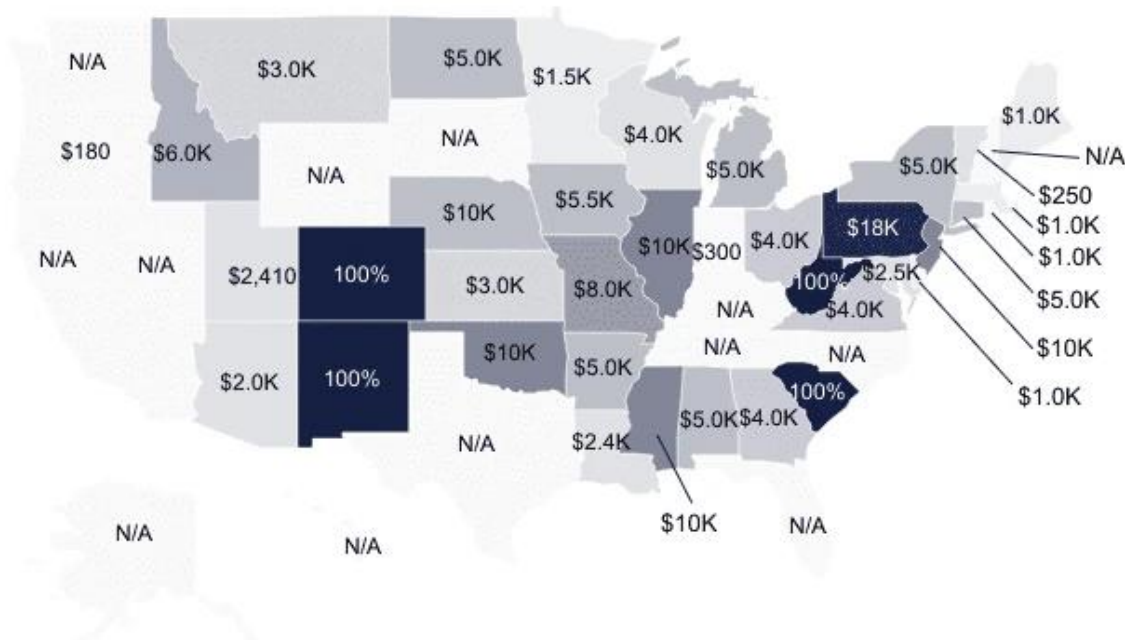 N/A
$3.0K
$5.0K
$1.5K
$1.0K
$180
$6.0K
N/A
N/A
$4.0K
$5.0K
$5.0K
N/A
$250
$10K
$5.5K
$10K
$300
$4.0K
$18K
$1.0K
$1.0K
N/A
N/A
$2,410
100%
$3.0K
$8.0K
N/A
100%
$2.5K
$4.0K
$5.0K
$10K
$1.0K
$2.0K
100%
$10K
$5.0K
N/A
N/A
100%
N/A
$2.4K
$10K
$5.0K
$4.0K
N/A
N/A
N/A